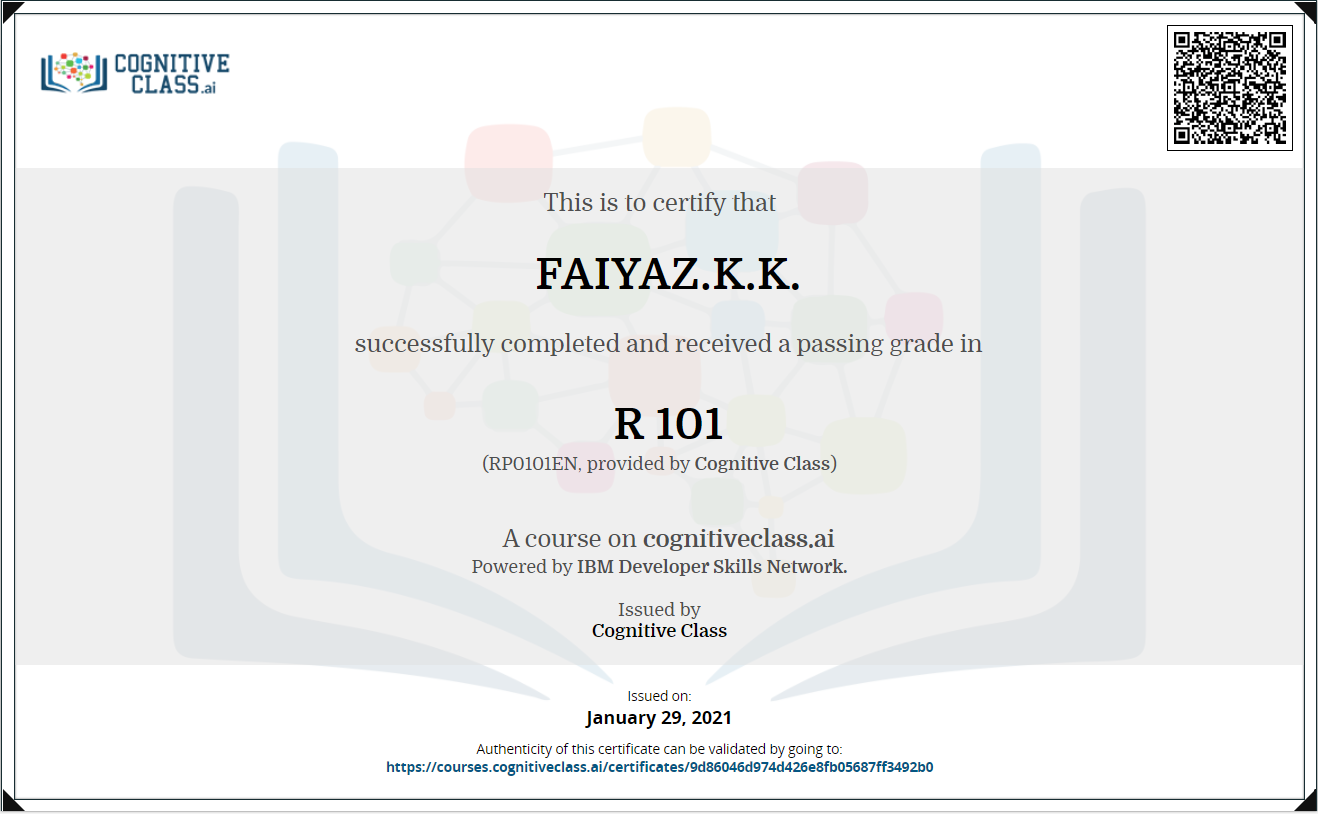 COGNITIVE
CLASS.ai
This is to certify that
FAIYAZ.K.K.
successfully completed and received a passing grade in
R 101
(RP0101EN, provided by Cognitive Class)
A course on cognitiveclass.ai
Powered by IBM Developer Skills Network.
Issued by
Cognitive Class
Issued on:
January 29, 2021
Authenticity of this certificate can be validated by going to:
https://courses.cognitiveclass.ai/certificates/9d86046d974d426e8fb05687ff3492b0